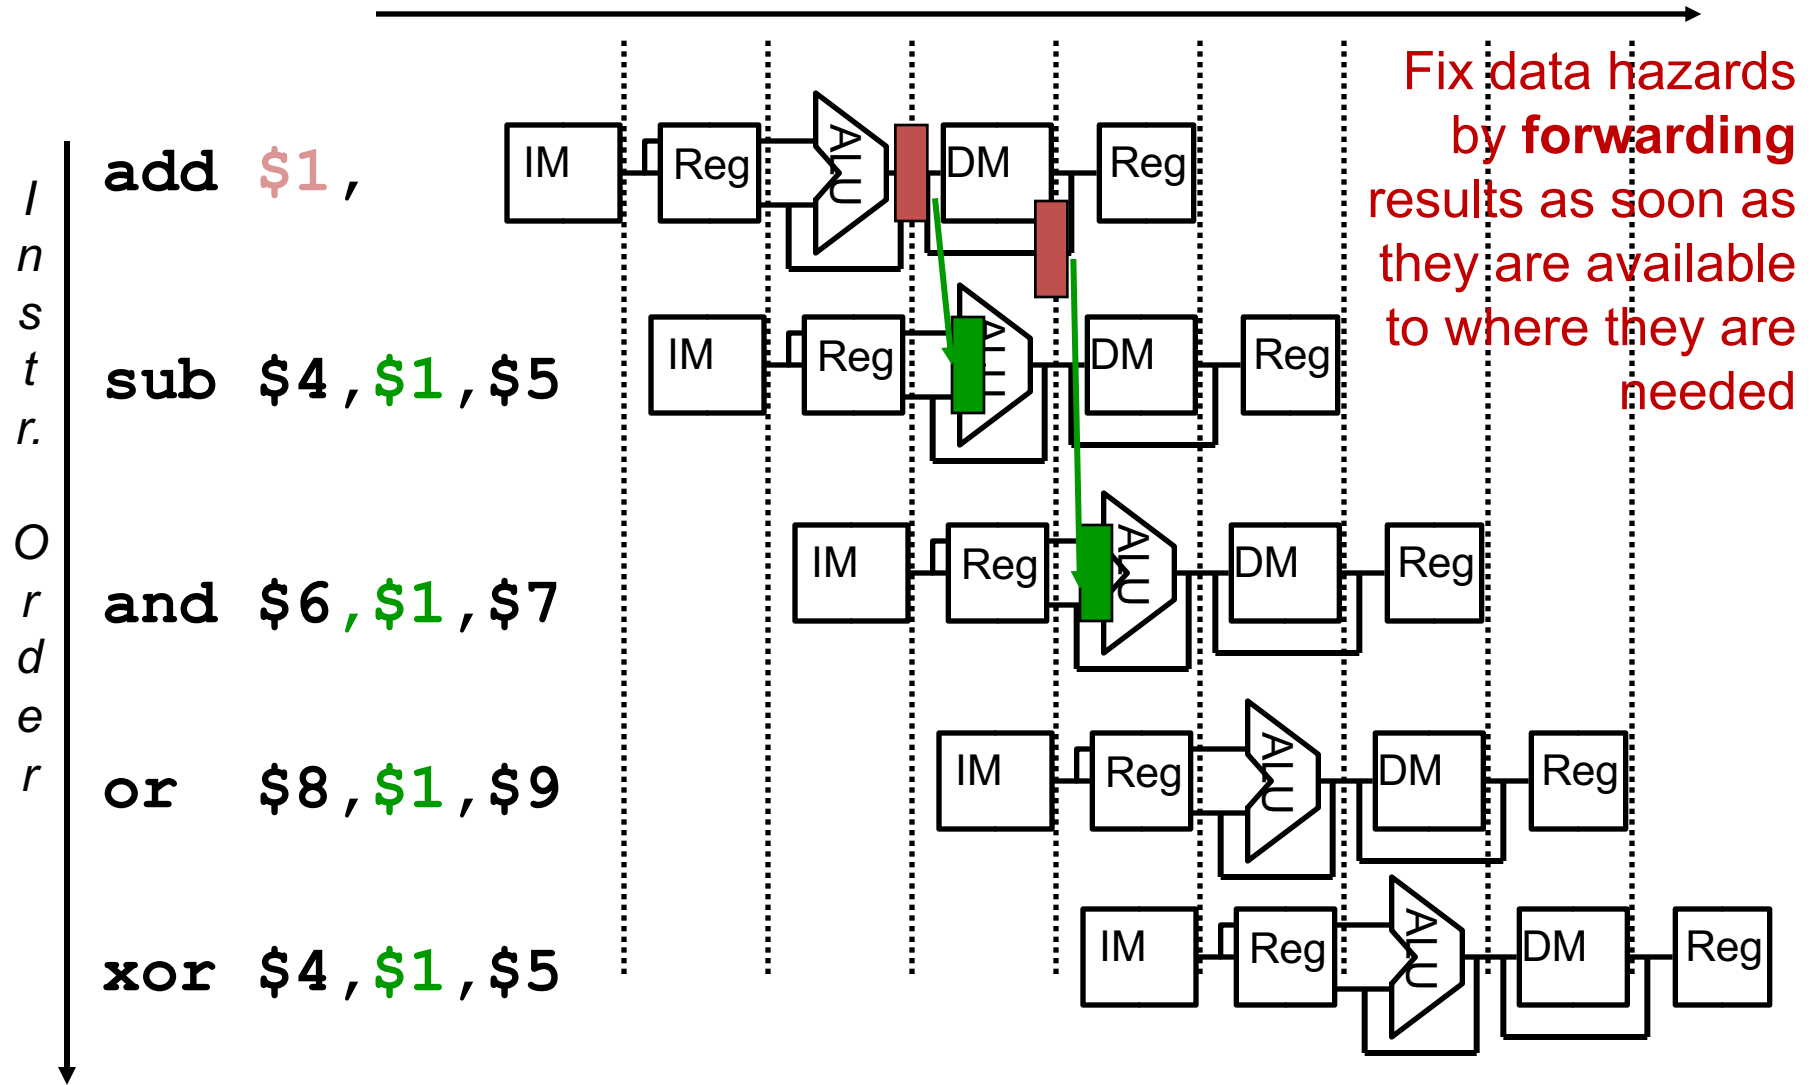 Fix data hazards
by forwarding
results as soon as
they are available
to where they are
needed
Instr. Order
add $1,
IM Reg ALU DM Reg
sub $4,$1,$5
IM Reg ALU DM Reg
and $6,$1,$7
IM Reg ALU DM Reg
or $8,$1,$9
IM Reg ALU DM Reg
xor $4,$1,$5
IM Reg ALU DM Reg